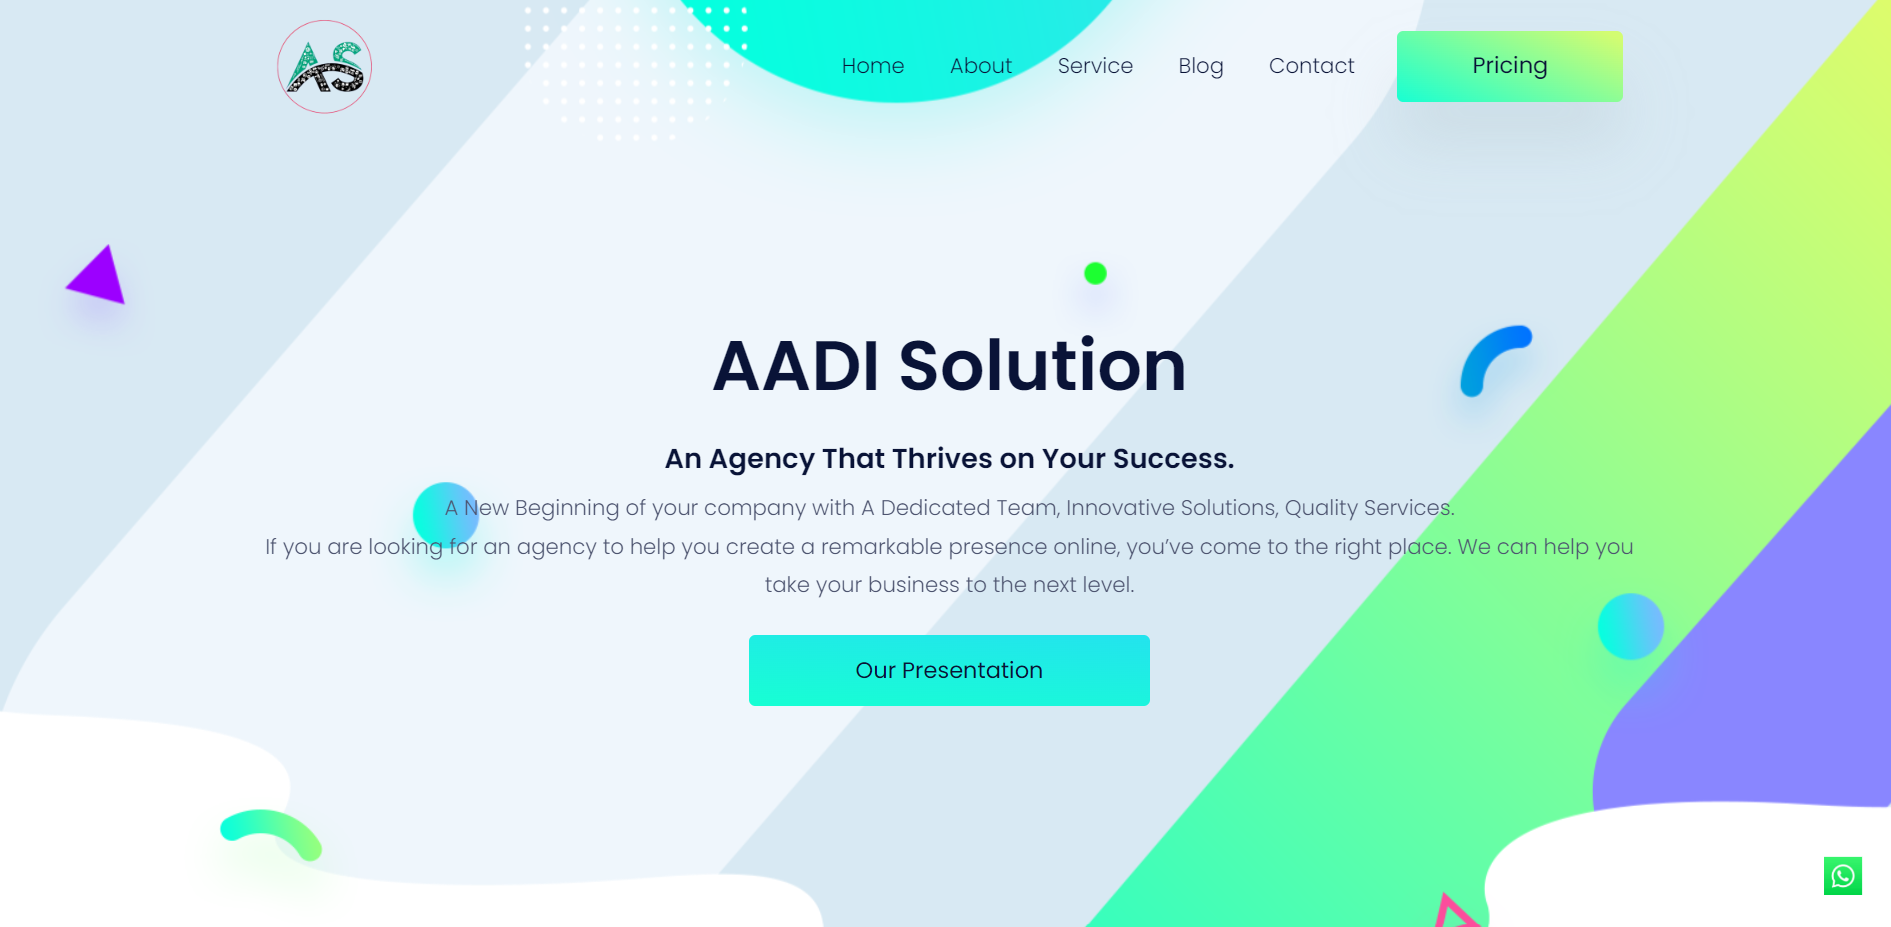 AS
Home About Service Blog Contact Pricing
AADI Solution
An Agency That Thrives on Your Success.
A New Beginning of your company with A Dedicated Team, Innovative Solutions, Quality Services.
If you are looking for an agency to help you create a remarkable presence online, you’ve come to the right place. We can help you
take your business to the next level.
Our Presentation